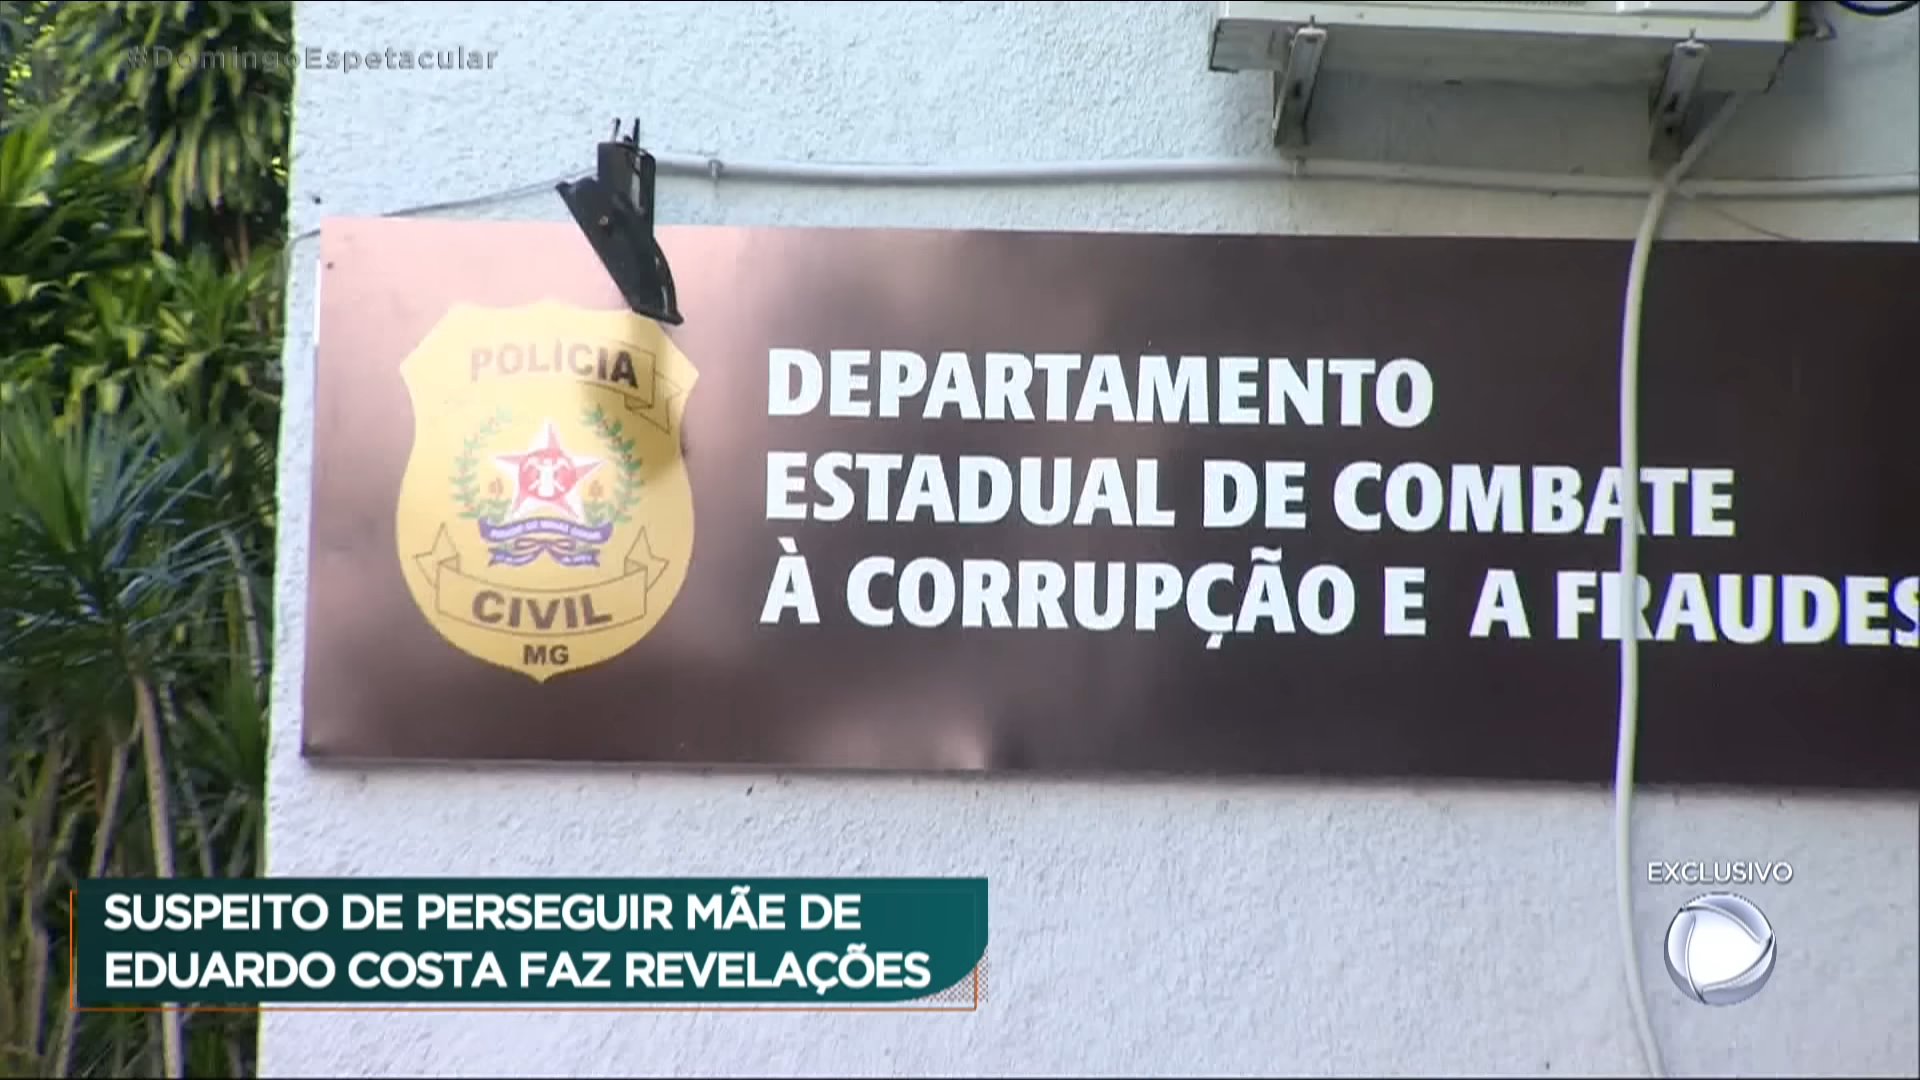 #DomingoEspetacular
POLÍCIA
CIVIL
MG
DEPARTAMENTO
ESTADUAL DE COMBATE
À CORRUPÇÃO E A FRAUDES
EXCLUSIVO
SUSPEITO DE PERSEGUIR MÃE DE
EDUARDO COSTA FAZ REVELAÇÕES